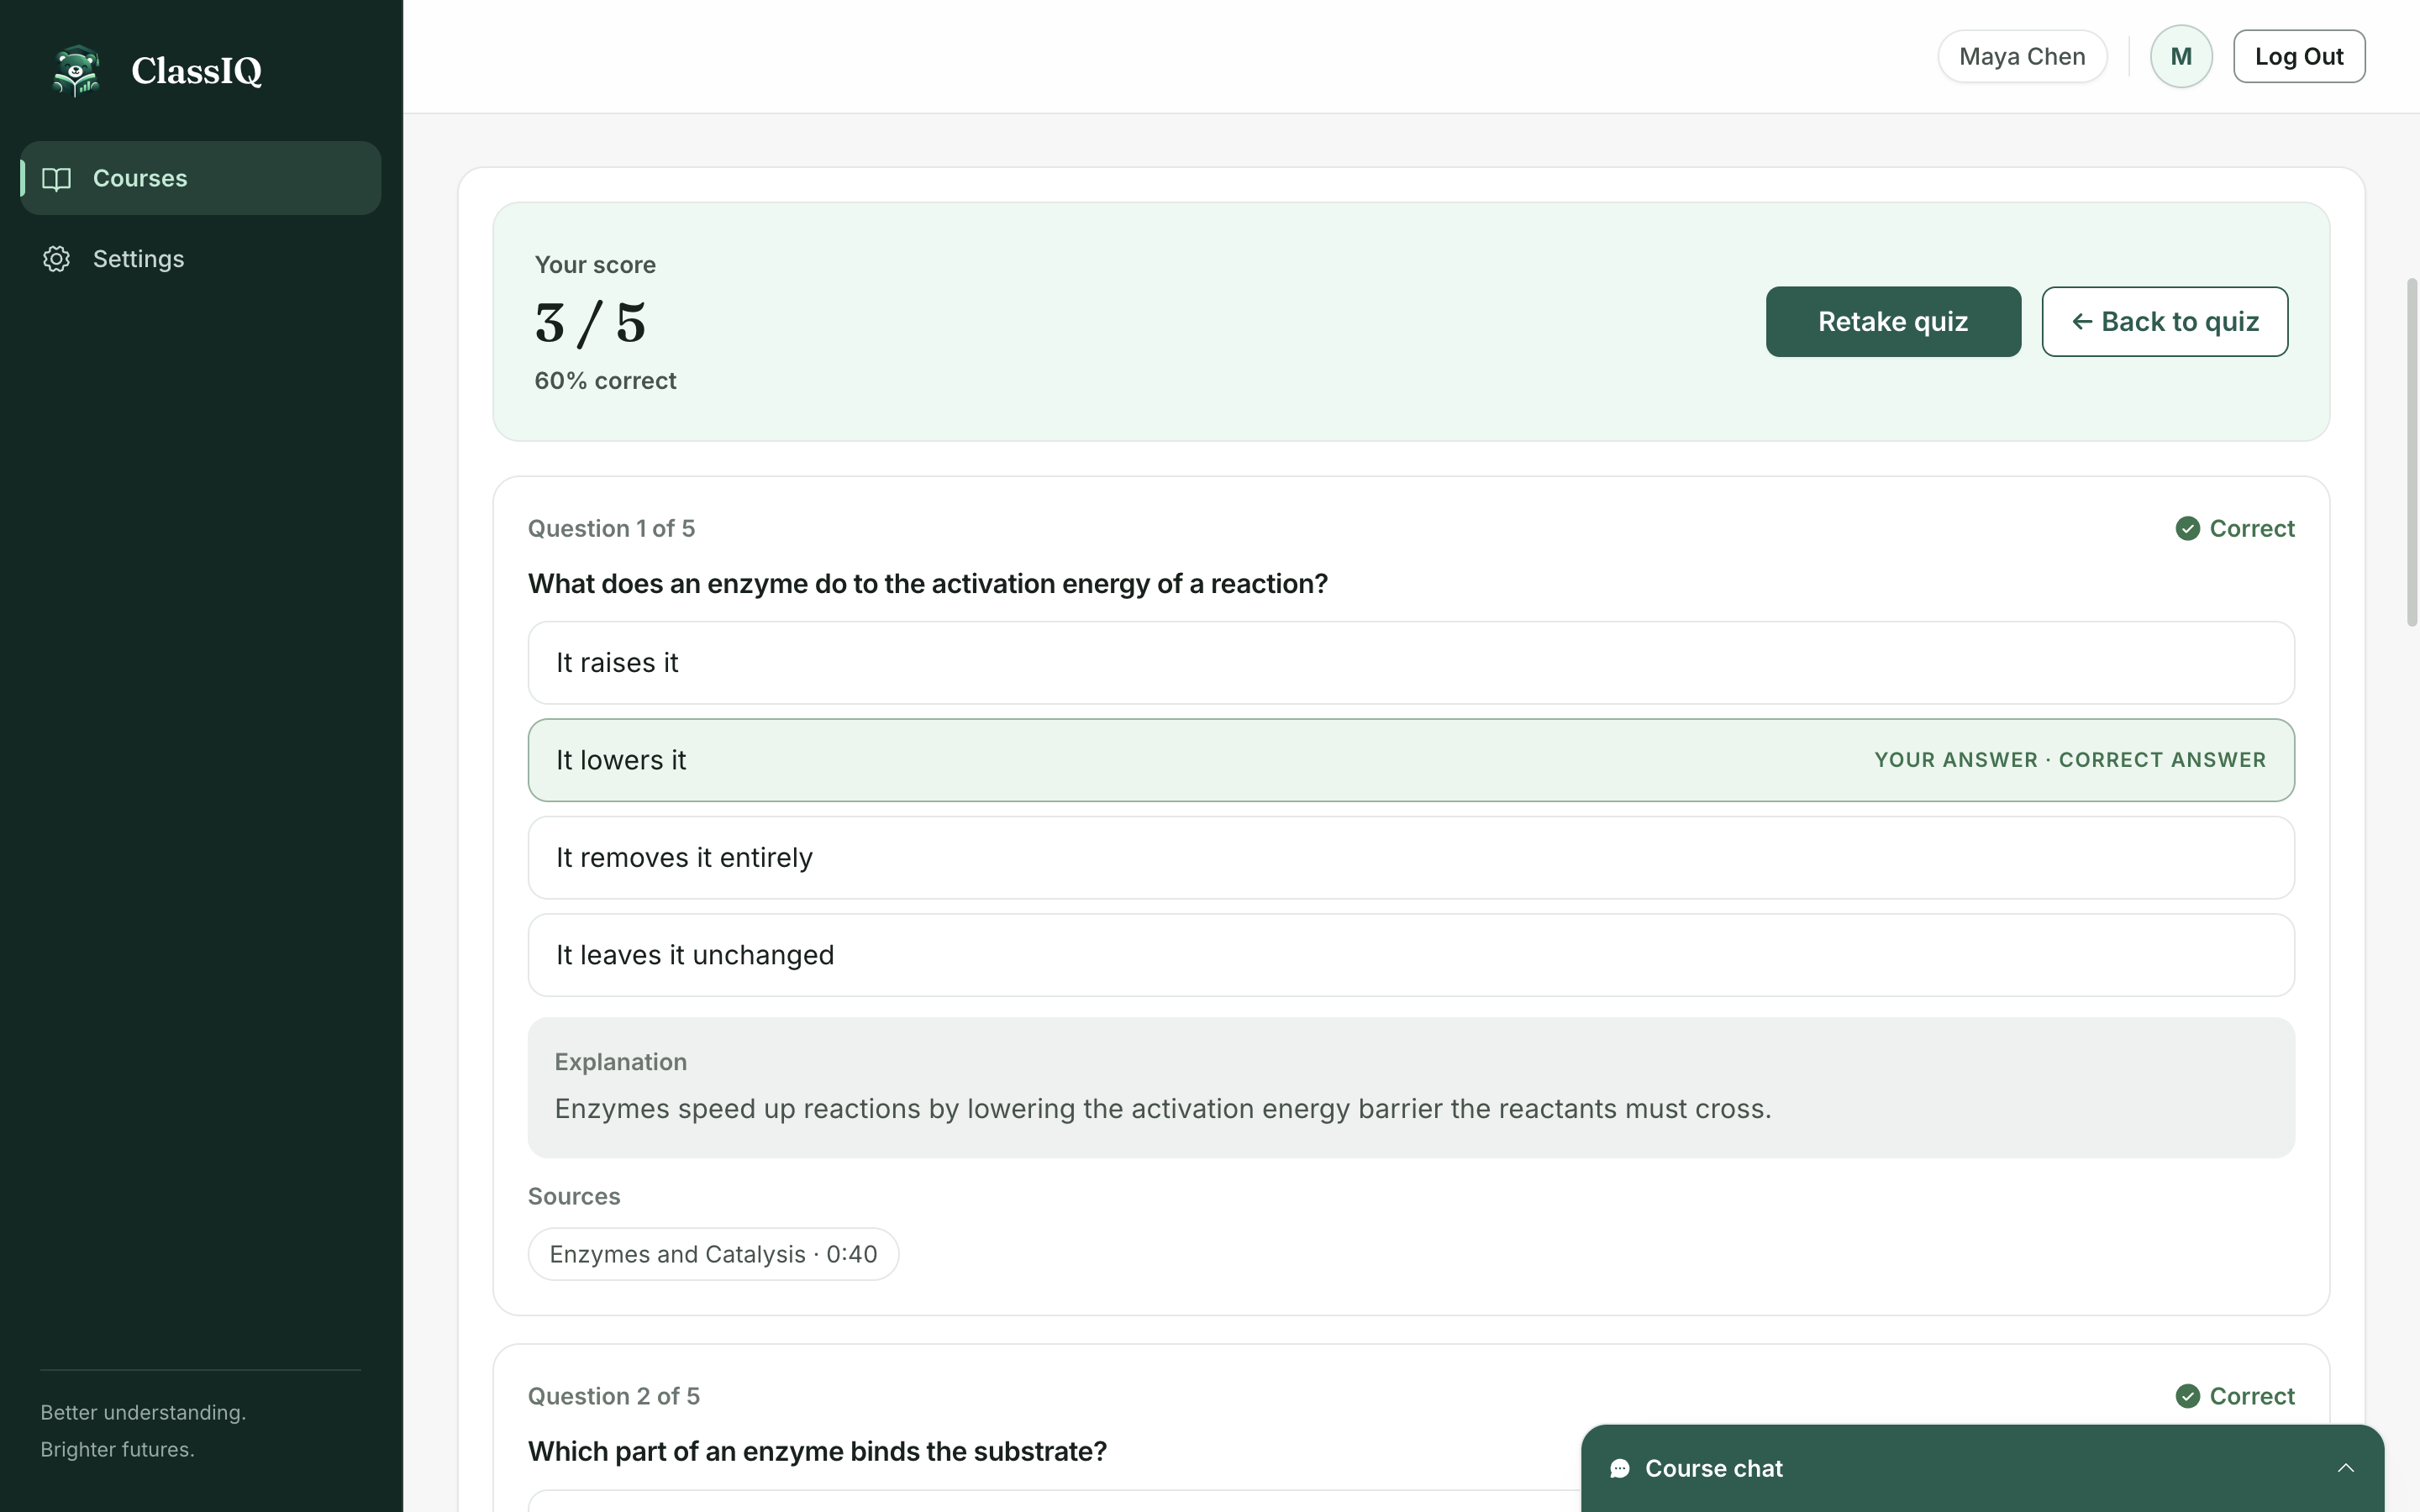 ClassIQ
Courses
Settings
Better understanding.
Brighter futures.
Maya Chen
M
Log Out
Your score
3 / 5
60% correct
Retake quiz
← Back to quiz
Question 1 of 5
Correct
What does an enzyme do to the activation energy of a reaction?
It raises it
It lowers it
YOUR ANSWER · CORRECT ANSWER
It removes it entirely
It leaves it unchanged
Explanation
Enzymes speed up reactions by lowering the activation energy barrier the reactants must cross.
Sources
Enzymes and Catalysis · 0:40
Question 2 of 5
Correct
Which part of an enzyme binds the substrate?
Course chat